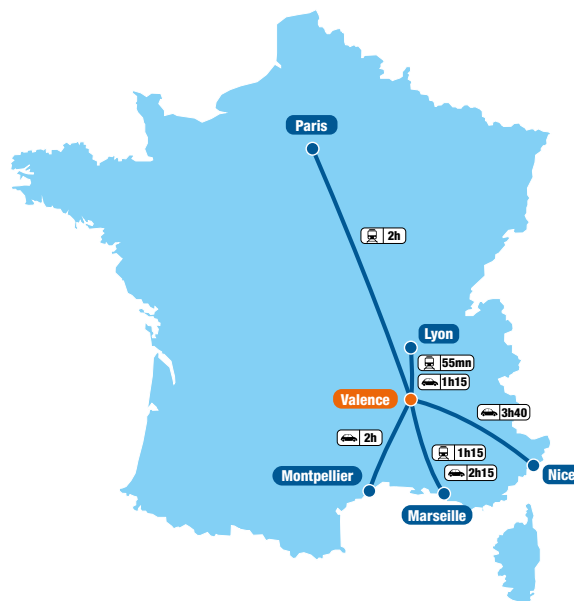 Paris
2h
Lyon
55mn
1h15
Valence
3h40
2h
1h15
Montpellier
2h15
Nice
Marseille